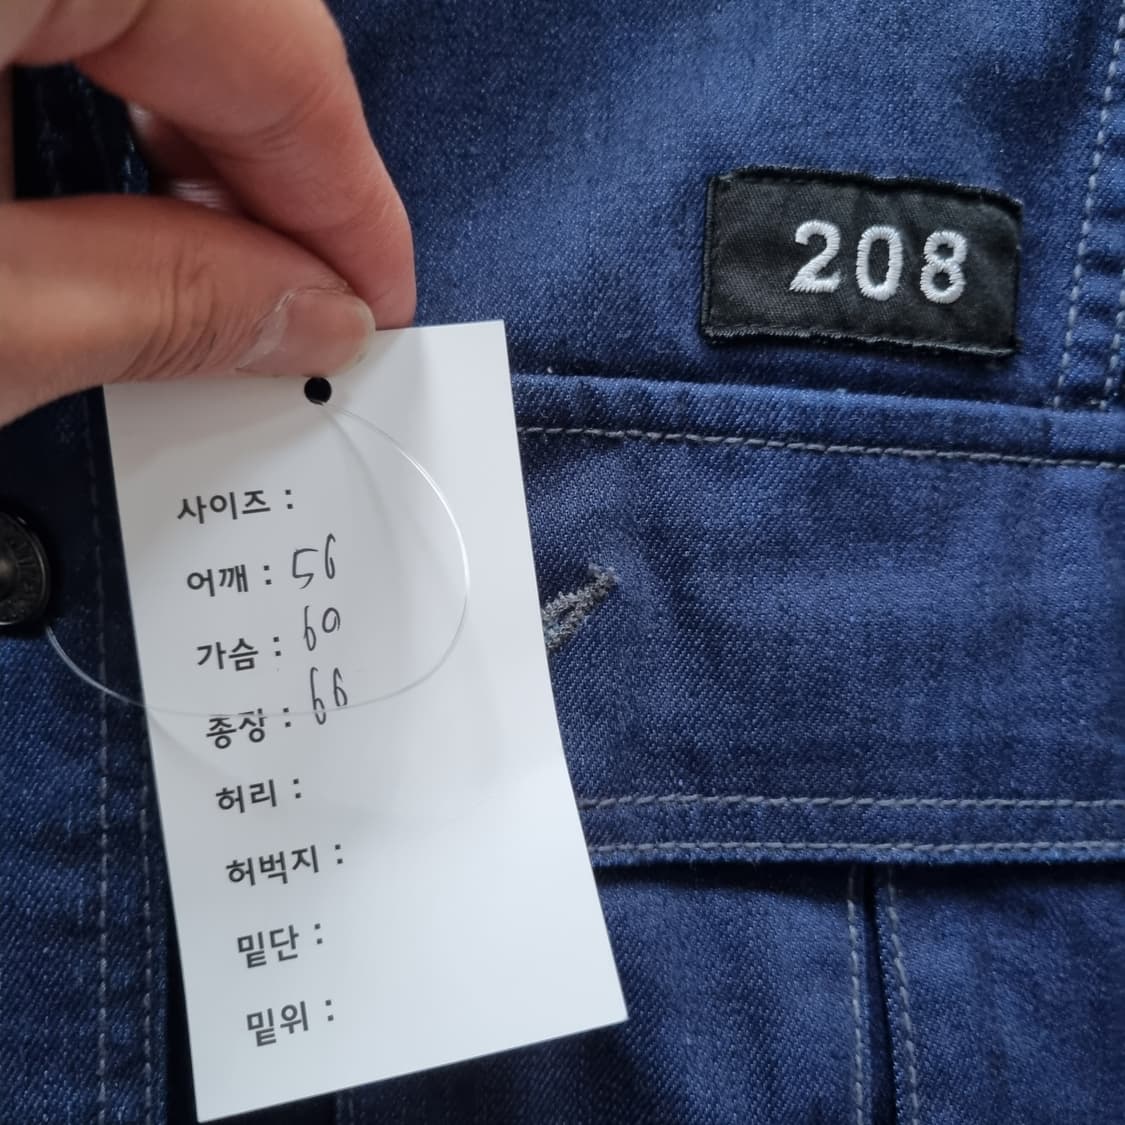 208
사이즈 :
어깨 : 56
가슴 : 60
총장 : 66
허리 :
허벅지 :
밑단 :
밑위 :